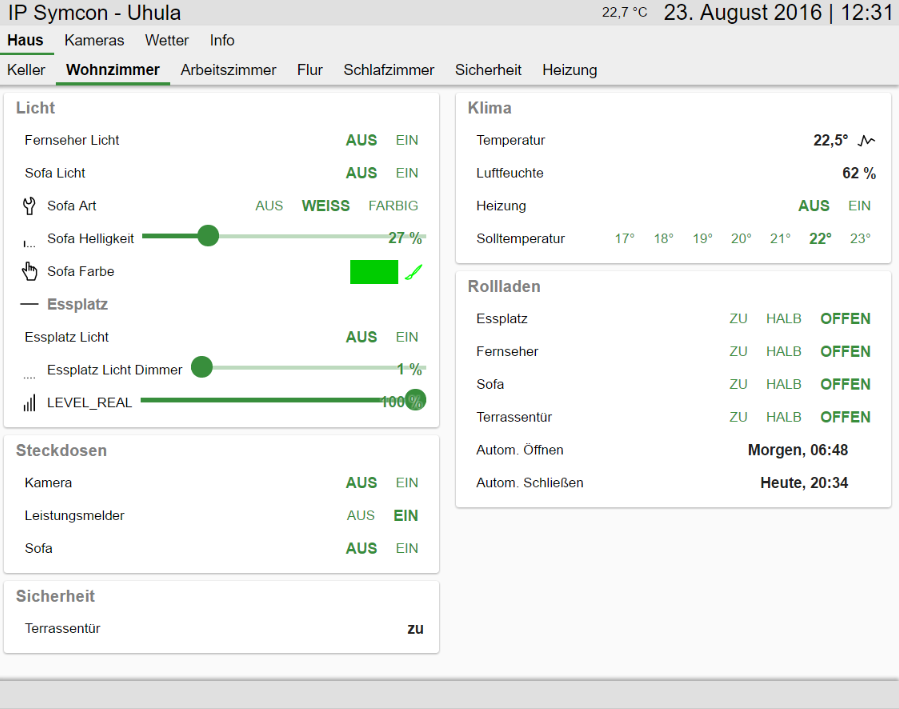 IP Symcon - Uhula 22,7 °C 23. August 2016 | 12:31
Haus Kameras Wetter Info
Keller Wohnzimmer Arbeitszimmer Flur Schlafzimmer Sicherheit Heizung
Licht
Fernseher Licht AUS EIN
Sofa Licht AUS EIN
Sofa Art AUS WEISS FARBIG
Sofa Helligkeit 27 %
Sofa Farbe
Essplatz
Essplatz Licht AUS EIN
Essplatz Licht Dimmer 1 %
LEVEL_REAL 100 %
Steckdosen
Kamera AUS EIN
Leistungsmelder AUS EIN
Sofa AUS EIN
Sicherheit
Terrassentür zu
Klima
Temperatur 22,5°
Luftfeuchte 62 %
Heizung AUS EIN
Solltemperatur 17° 18° 19° 20° 21° 22° 23°
Rollladen
Essplatz ZU HALB OFFEN
Fernseher ZU HALB OFFEN
Sofa ZU HALB OFFEN
Terrassentür ZU HALB OFFEN
Autom. Öffnen Morgen, 06:48
Autom. Schließen Heute, 20:34